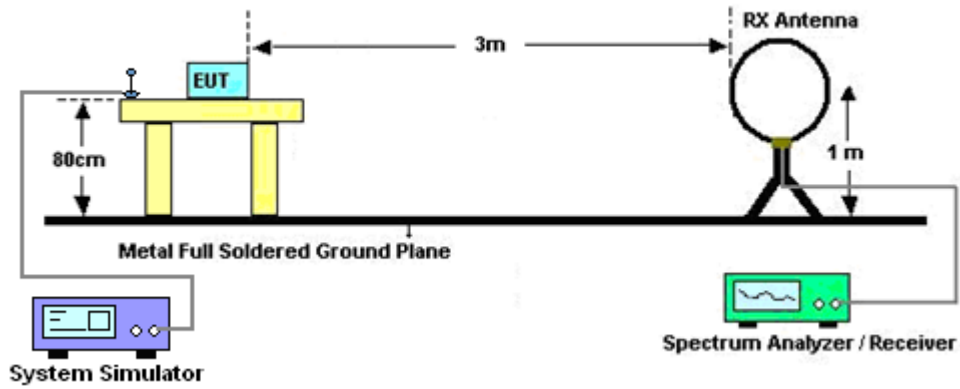 RX Antenna
3m
EUT
80cm
1 m
Metal Full Soldered Ground Plane
Spectrum Analyzer / Receiver
System Simulator